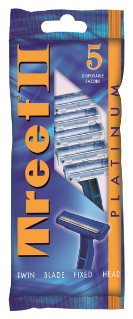 Treet II
5
DISPOSABLE
RAZORS
PLATINUM
TWIN BLADE FIXED HEAD